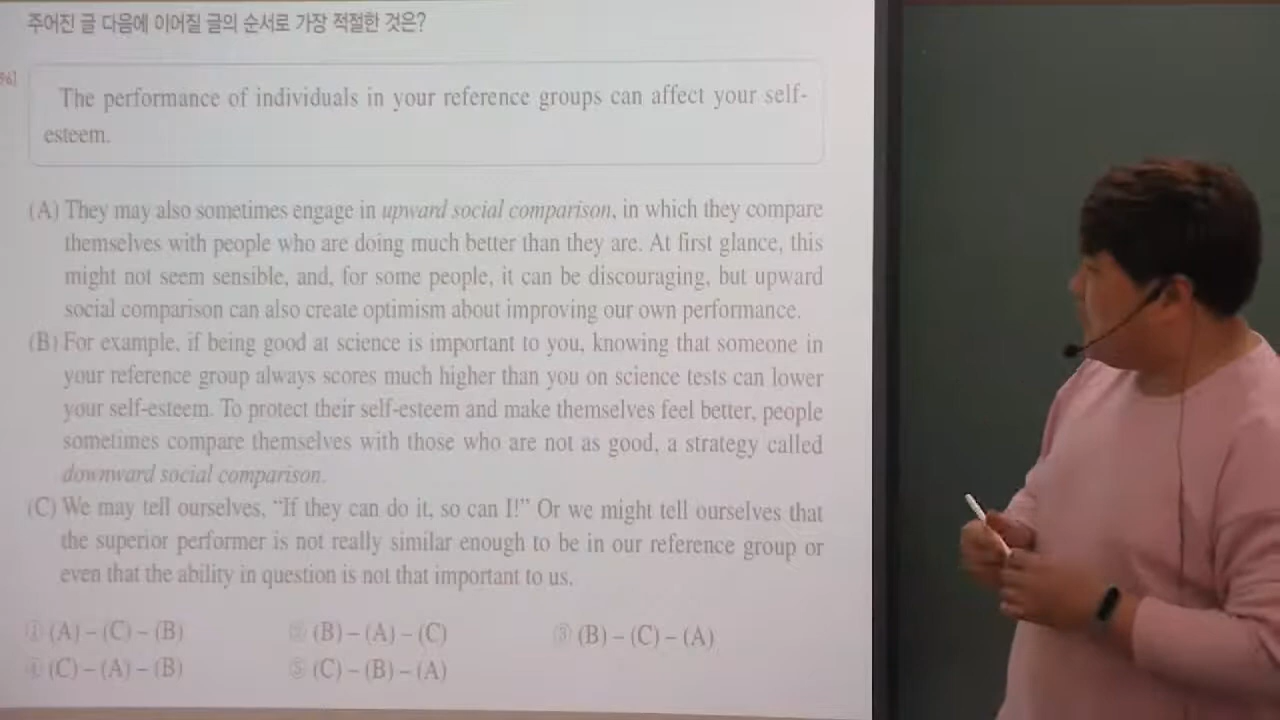 주어진 글 다음에 이어질 글의 순서로 가장 적절한 것은?
96]
The performance of individuals in your reference groups can affect your self-
esteem.
(A) They may also sometimes engage in upward social comparison, in which they compare
themselves with people who are doing much better than they are. At first glance, this
might not seem sensible, and, for some people, it can be discouraging, but upward
social comparison can also create optimism about improving our own performance.
(B) For example, if being good at science is important to you, knowing that someone in
your reference group always scores much higher than you on science tests can lower
your self-esteem. To protect their self-esteem and make themselves feel better, people
sometimes compare themselves with those who are not as good, a strategy called
downward social comparison.
(C) We may tell ourselves, “If they can do it, so can I!” Or we might tell ourselves that
the superior performer is not really similar enough to be in our reference group or
even that the ability in question is not that important to us.
① (A) – (C) – (B) ② (B) – (A) – (C) ③ (B) – (C) – (A)
④ (C) – (A) – (B) ⑤ (C) – (B) – (A)